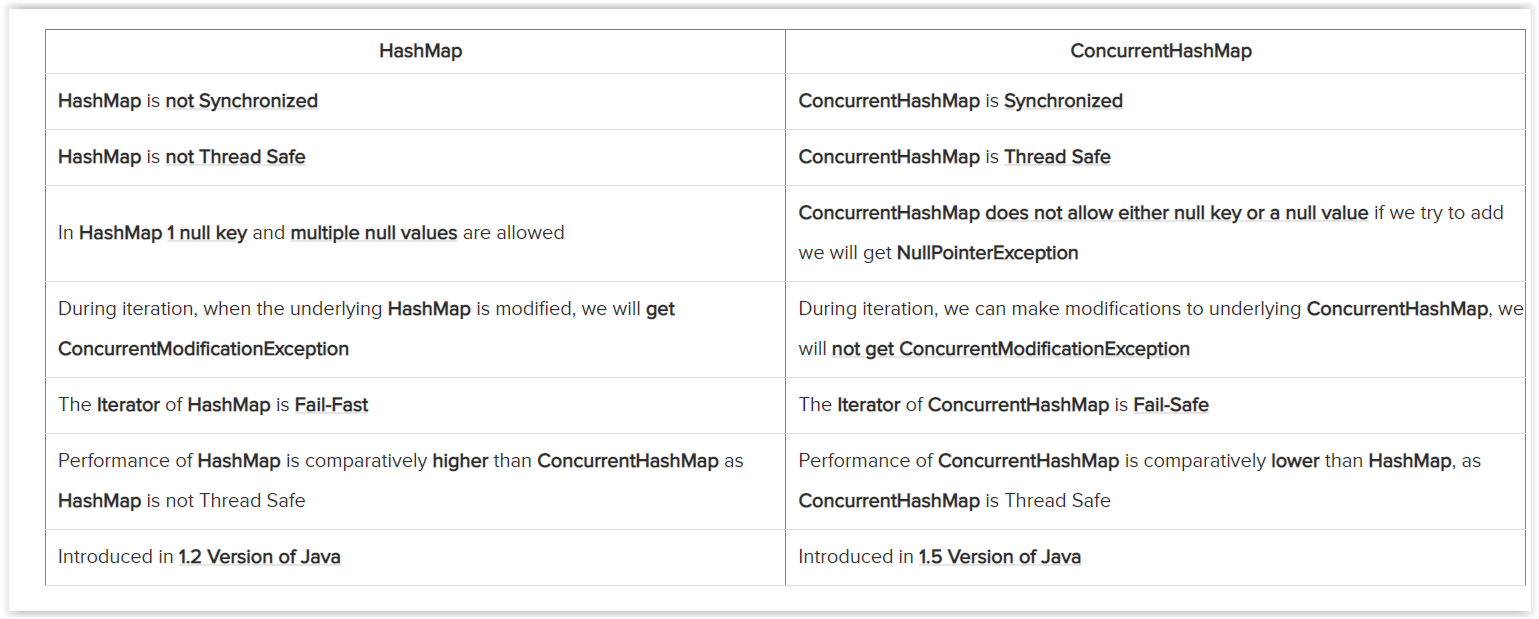 HashMap
ConcurrentHashMap
HashMap is not Synchronized
ConcurrentHashMap is Synchronized
HashMap is not Thread Safe
ConcurrentHashMap is Thread Safe
In HashMap 1 null key and multiple null values are allowed
ConcurrentHashMap does not allow either null key or a null value if we try to add
we will get NullPointerException
During iteration, when the underlying HashMap is modified, we will get
ConcurrentModificationException
During iteration, we can make modifications to underlying ConcurrentHashMap, we
will not get ConcurrentModificationException
The Iterator of HashMap is Fail-Fast
The Iterator of ConcurrentHashMap is Fail-Safe
Performance of HashMap is comparatively higher than ConcurrentHashMap as
HashMap is not Thread Safe
Performance of ConcurrentHashMap is comparatively lower than HashMap, as
ConcurrentHashMap is Thread Safe
Introduced in 1.2 Version of Java
Introduced in 1.5 Version of Java